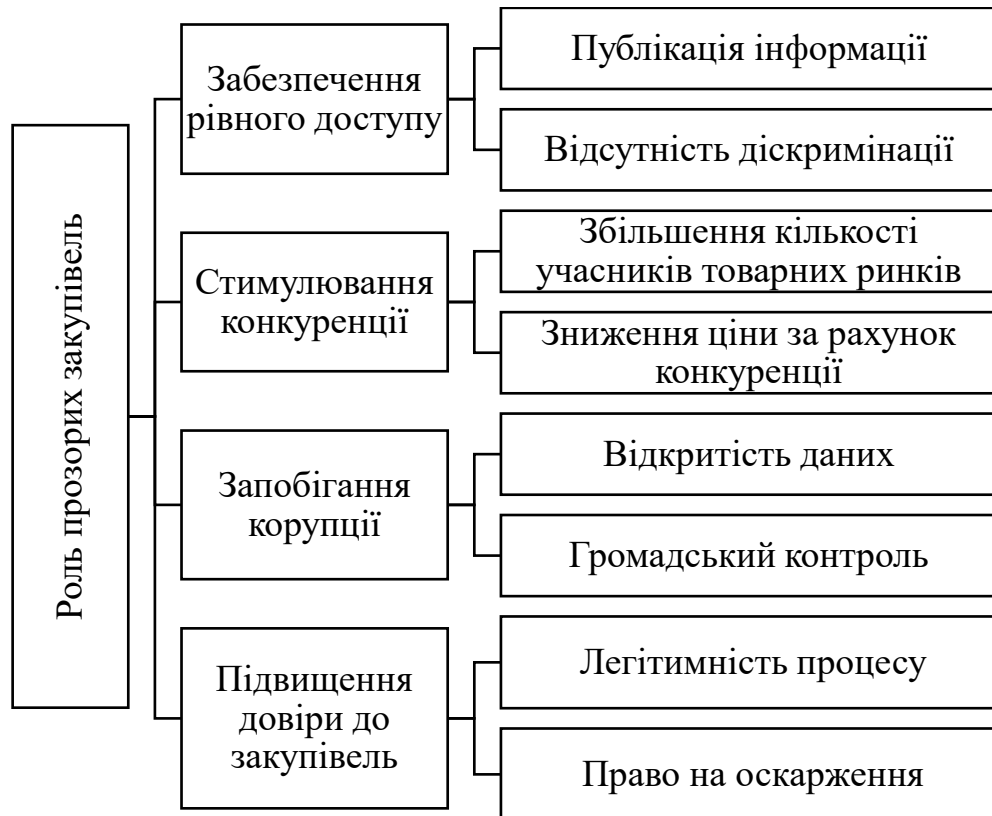 Роль прозорих закупівель
Забезпечення
рівного доступу
Публікація інформації
Відсутність діскримінації
Стимулювання
конкуренції
Збільшення кількості
учасників товарних ринків
Зниження ціни за рахунок
конкуренції
Запобігання
корупції
Відкритість даних
Громадський контроль
Підвищення
довіри до
закупівель
Легітимність процесу
Право на оскарження